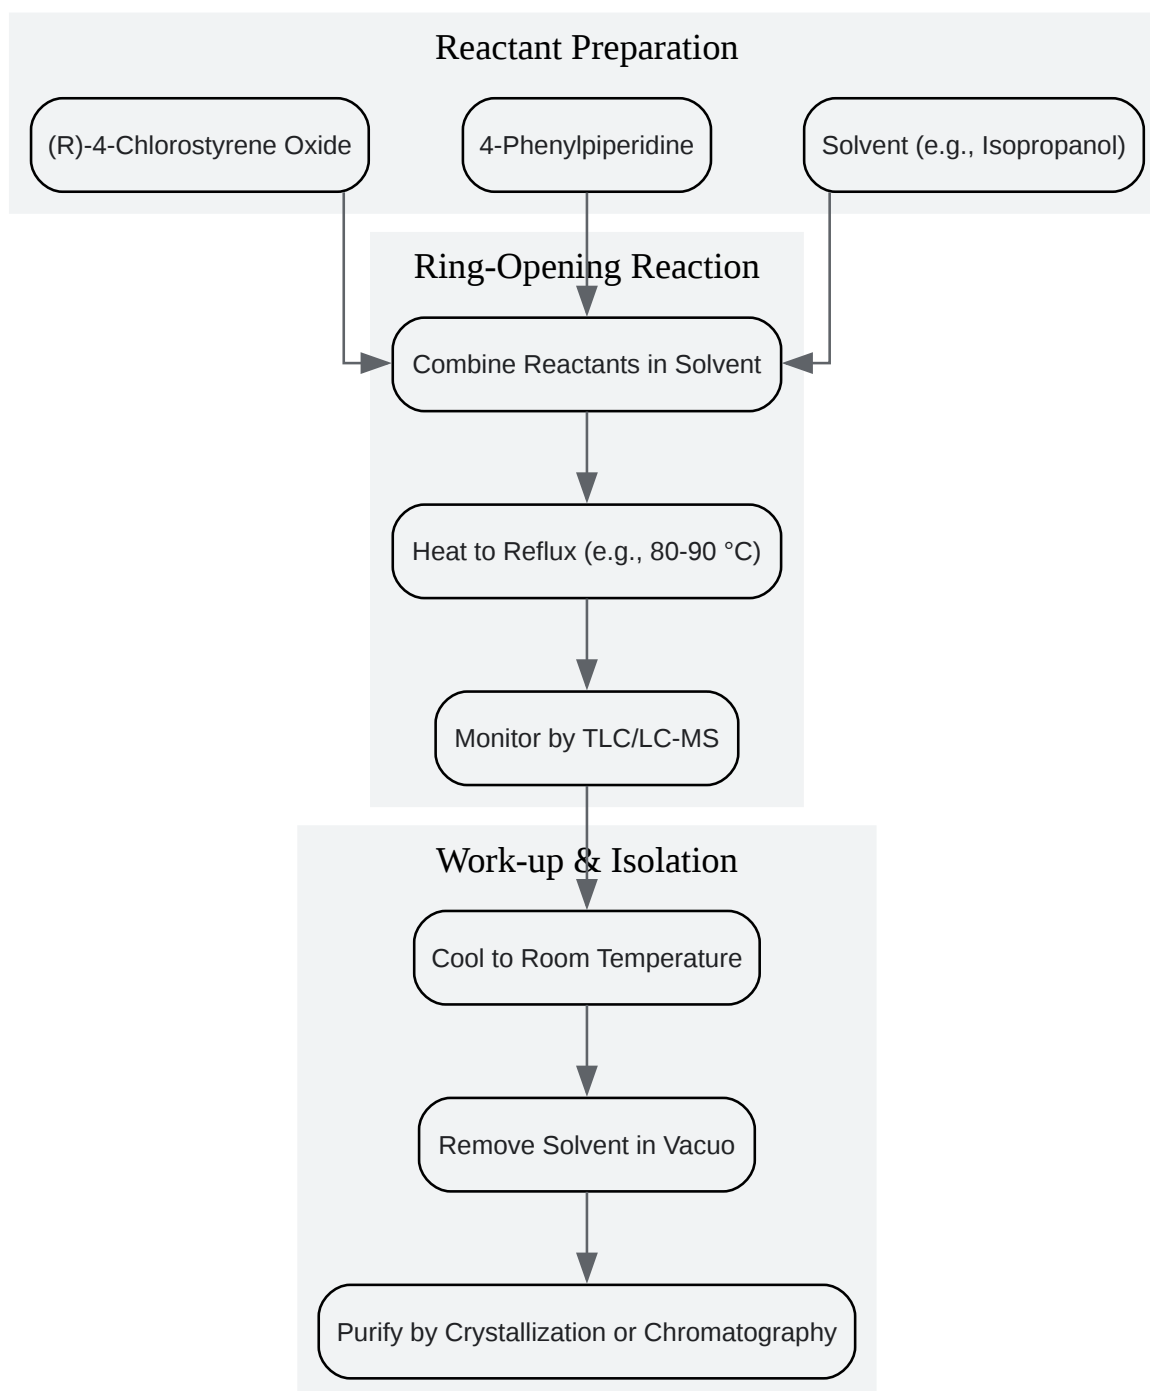 Reactant Preparation
(R)-4-Chlorostyrene Oxide
4-Phenylpiperidine
Solvent (e.g., Isopropanol)
Ring-Opening Reaction
Combine Reactants in Solvent
Heat to Reflux (e.g., 80-90 °C)
Monitor by TLC/LC-MS
Work-up & Isolation
Cool to Room Temperature
Remove Solvent in Vacuo
Purify by Crystallization or Chromatography